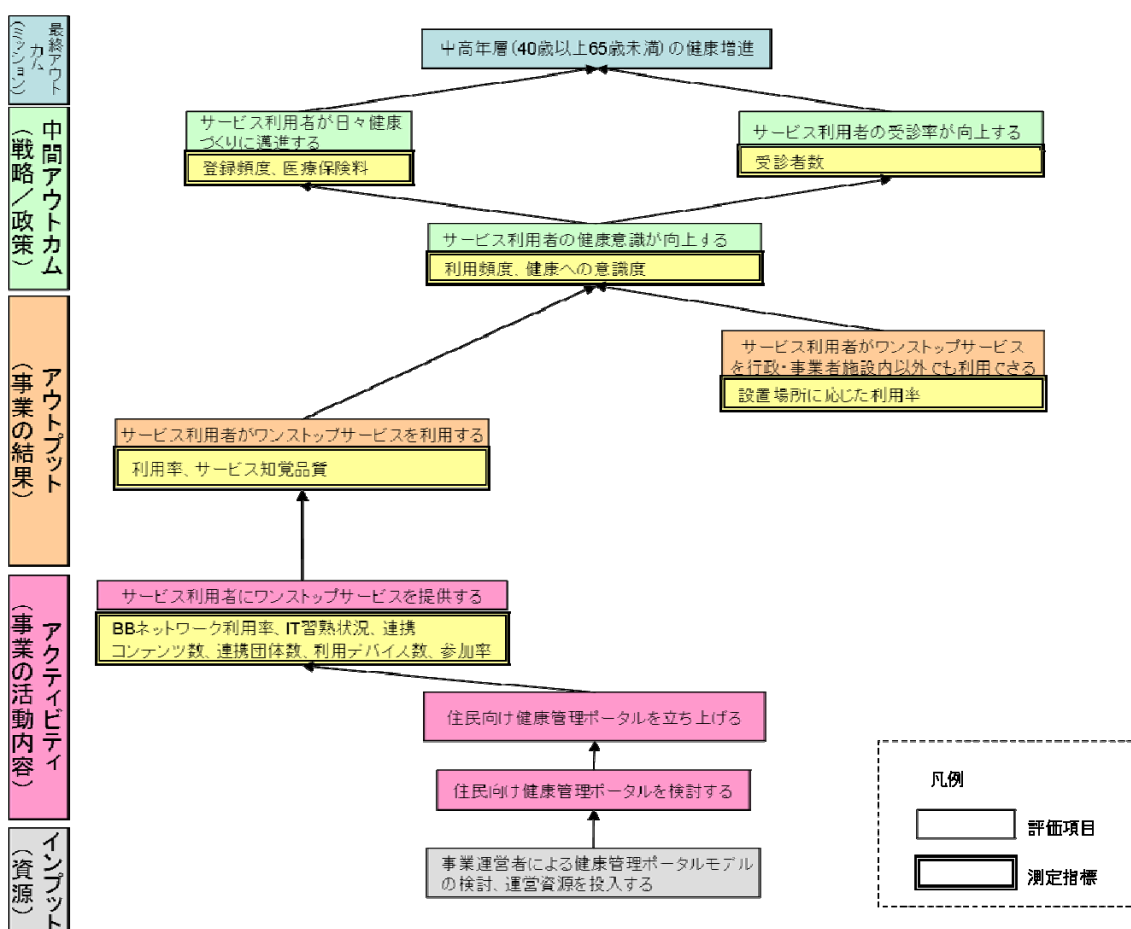 最終アウトカム
(ミッション)
中高年層(40歳以上65歳未満)の健康増進
中間アウトカム
(戦略/政策)
サービス利用者が日々健康
づくりに邁進する
登録頻度、医療保険料
サービス利用者の受診率が向上する
受診者数
サービス利用者の健康意識が向上する
利用頻度、健康への意識度
アウトプット
(事業の結果)
サービス利用者がワンストップサービス
を行政・事業者施設内以外でも利用できる
設置場所に応じた利用率
サービス利用者がワンストップサービスを利用する
利用率、サービス知覚品質
アクティビティ
(事業の活動内容)
サービス利用者にワンストップサービスを提供する
BBネットワーク利用率、IT習熟状況、連携
コンテンツ数、連携団体数、利用デバイス数、参加率
住民向け健康管理ポータルを立ち上げる
住民向け健康管理ポータルを検討する
インプット
(資源)
事業運営者による健康管理ポータルモデル
の検討、運営資源を投入する
凡例
評価項目
測定指標